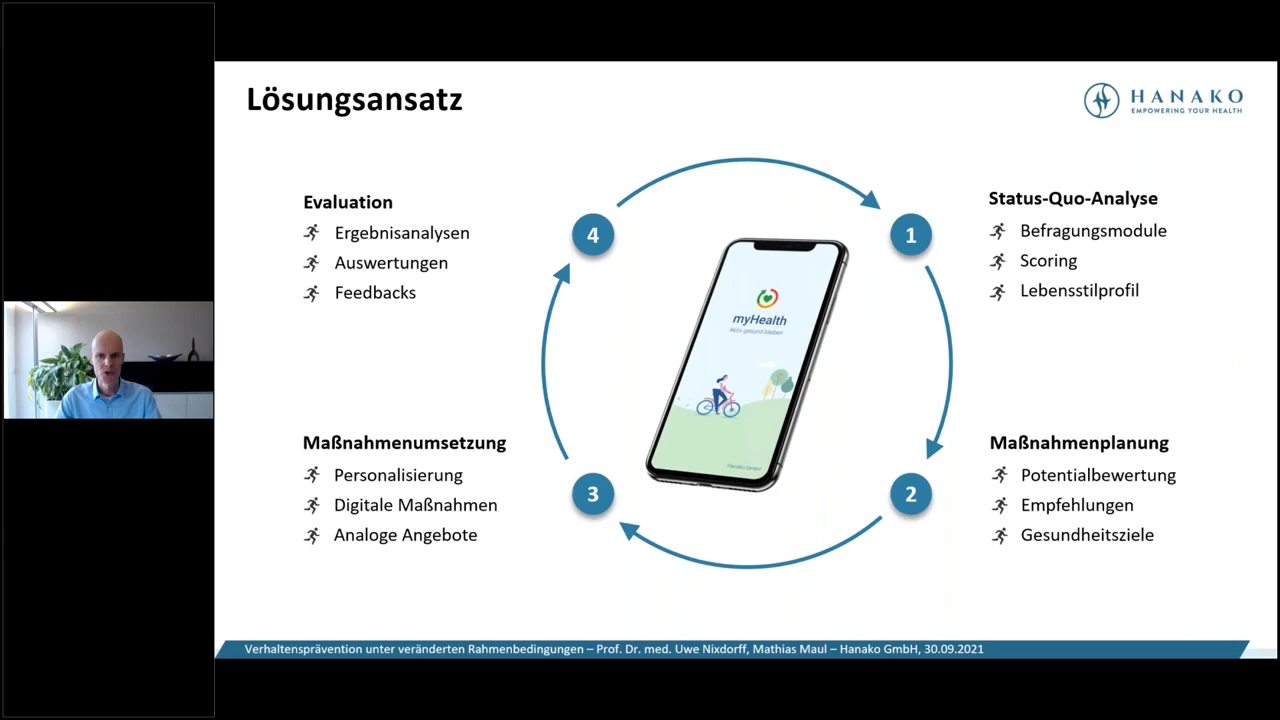 Lösungsansatz
HANAKO
EMPOWERING YOUR HEALTH
Evaluation
Ergebnisanalysen
Auswertungen
Feedbacks
4
1
Status-Quo-Analyse
Befragungsmodule
Scoring
Lebensstilprofil
myHealth
Aktiv gesund bleiben
Hanako GmbH
Maßnahmenumsetzung
Personalisierung
Digitale Maßnahmen
Analoge Angebote
3
2
Maßnahmenplanung
Potentialbewertung
Empfehlungen
Gesundheitsziele
Verhaltensprävention unter veränderten Rahmenbedingungen – Prof. Dr. med. Uwe Nixdorff, Mathias Maul – Hanako GmbH, 30.09.2021